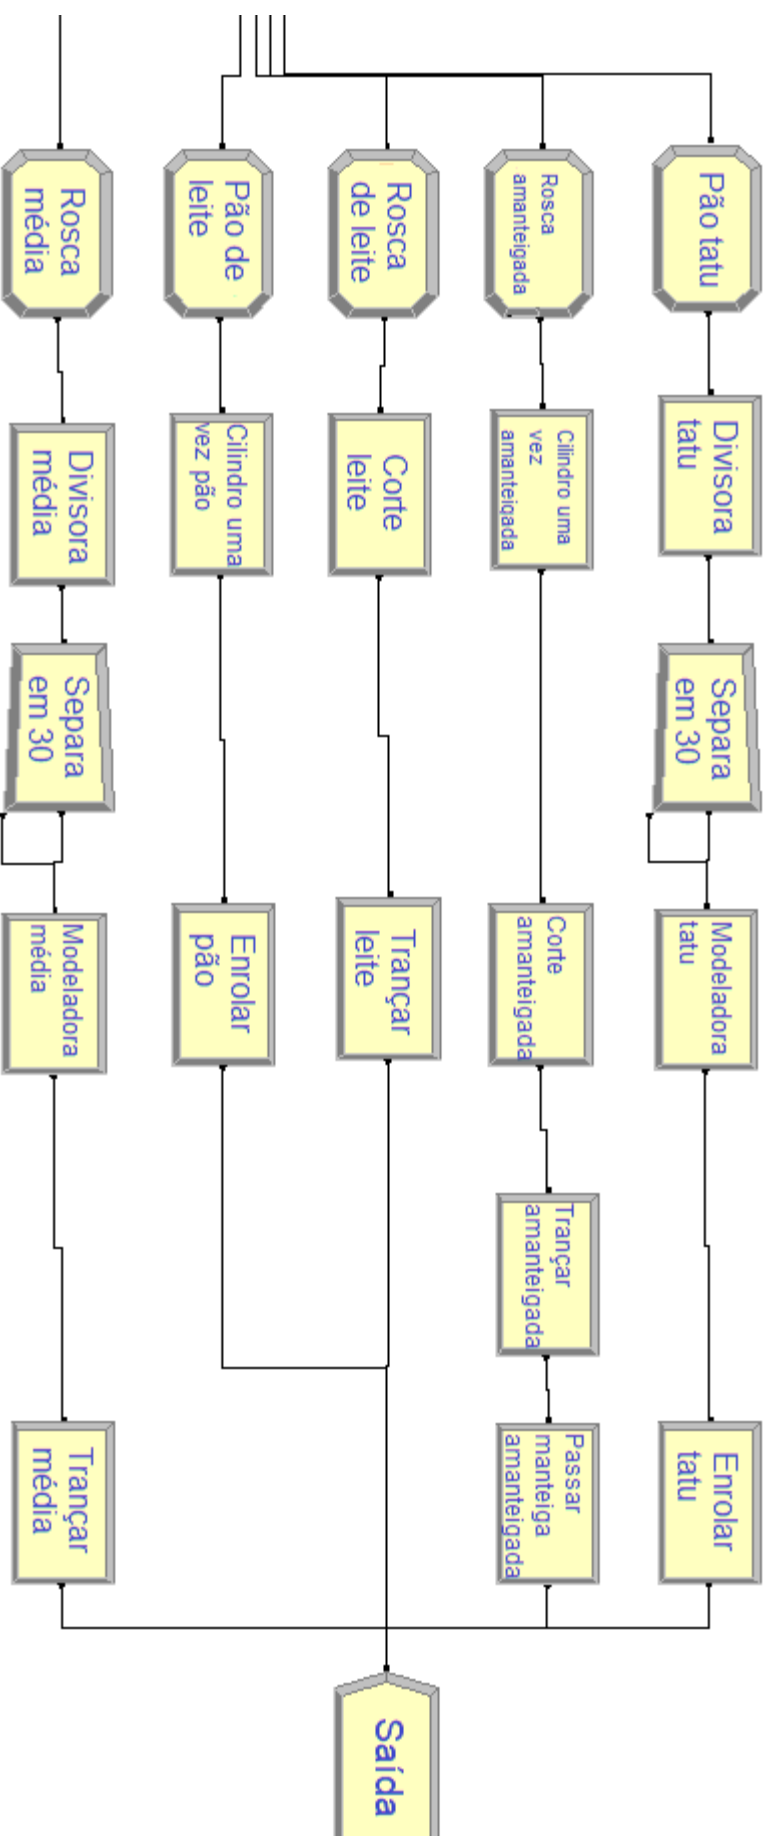 Pão tatu
Divisora
tatu
Separa
em 30
Modeladora
tatu
Enrolar
tatu
Rosca
amanteigada
Cilindro uma
vez
amanteigada
Corte
amanteigada
Trançar
amanteigada
Passar
manteiga
amanteigada
Rosca
de leite
Corte
leite
Trançar
leite
Saída
Pão de
leite
Cilindro uma
vez pão
Enrolar
pão
Rosca
média
Divisora
média
Separa
em 30
Modeladora
média
Trançar
média